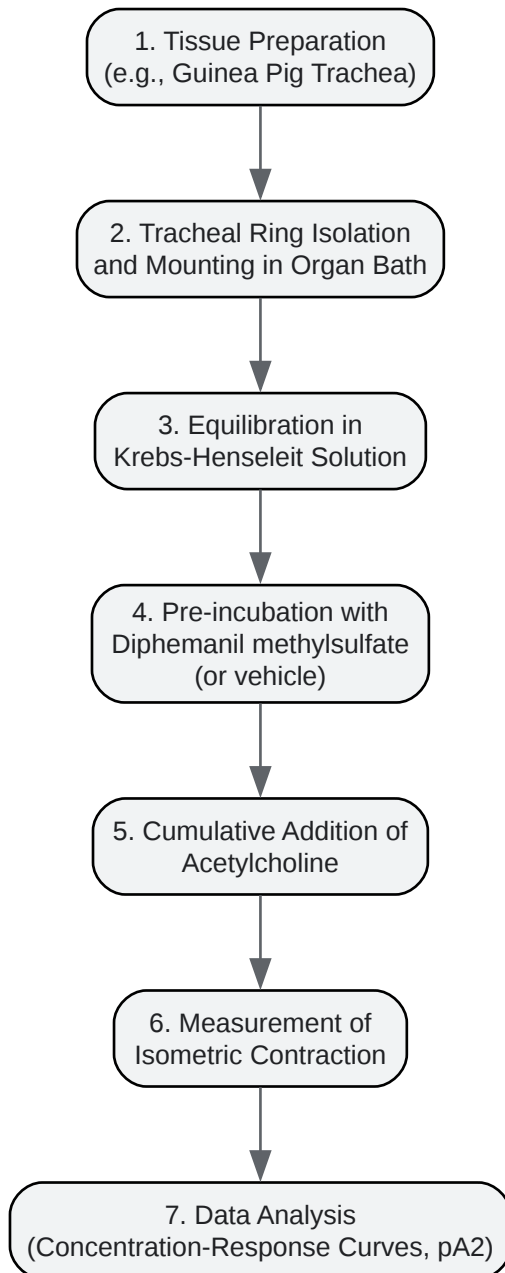 1. Tissue Preparation
(e.g., Guinea Pig Trachea)
2. Tracheal Ring Isolation
and Mounting in Organ Bath
3. Equilibration in
Krebs-Henseleit Solution
4. Pre-incubation with
Diphemanil methylsulfate
(or vehicle)
5. Cumulative Addition of
Acetylcholine
6. Measurement of
Isometric Contraction
7. Data Analysis
(Concentration-Response Curves, pA2)